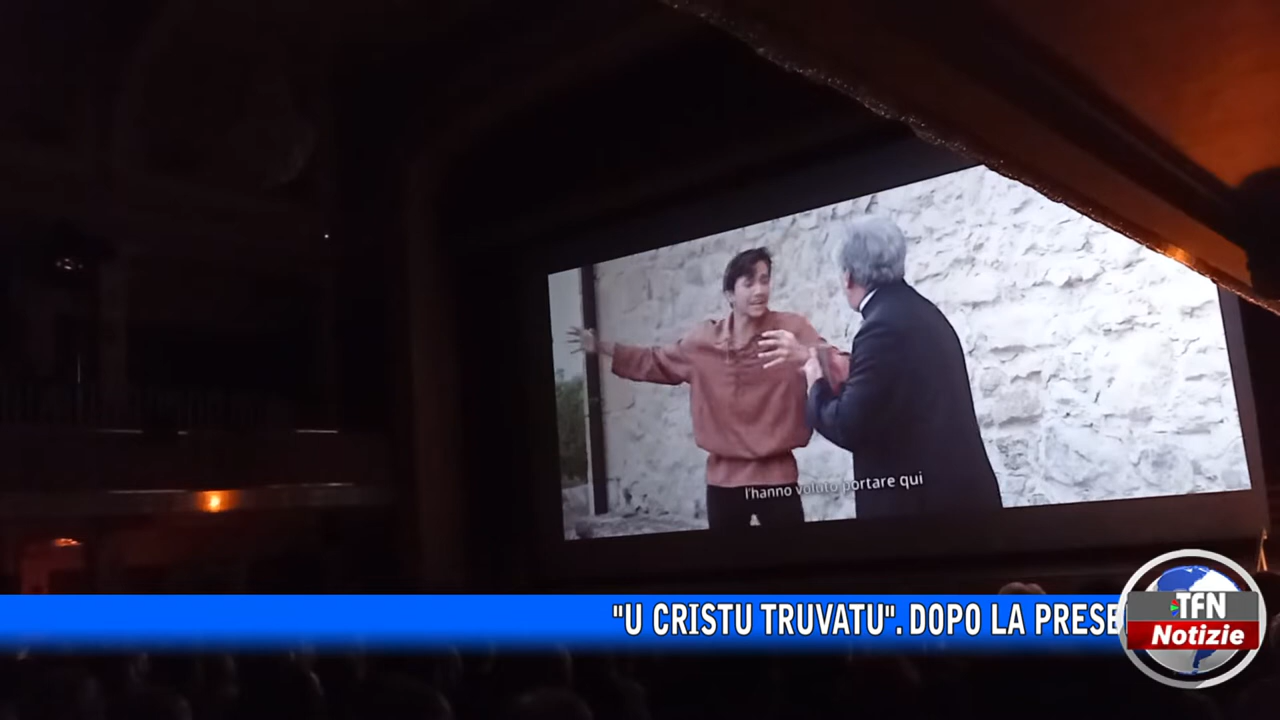 l'hanno voluto portare qui
"U CRISTU TRUVATU". DOPO LA PRESE
TFN
Notizie